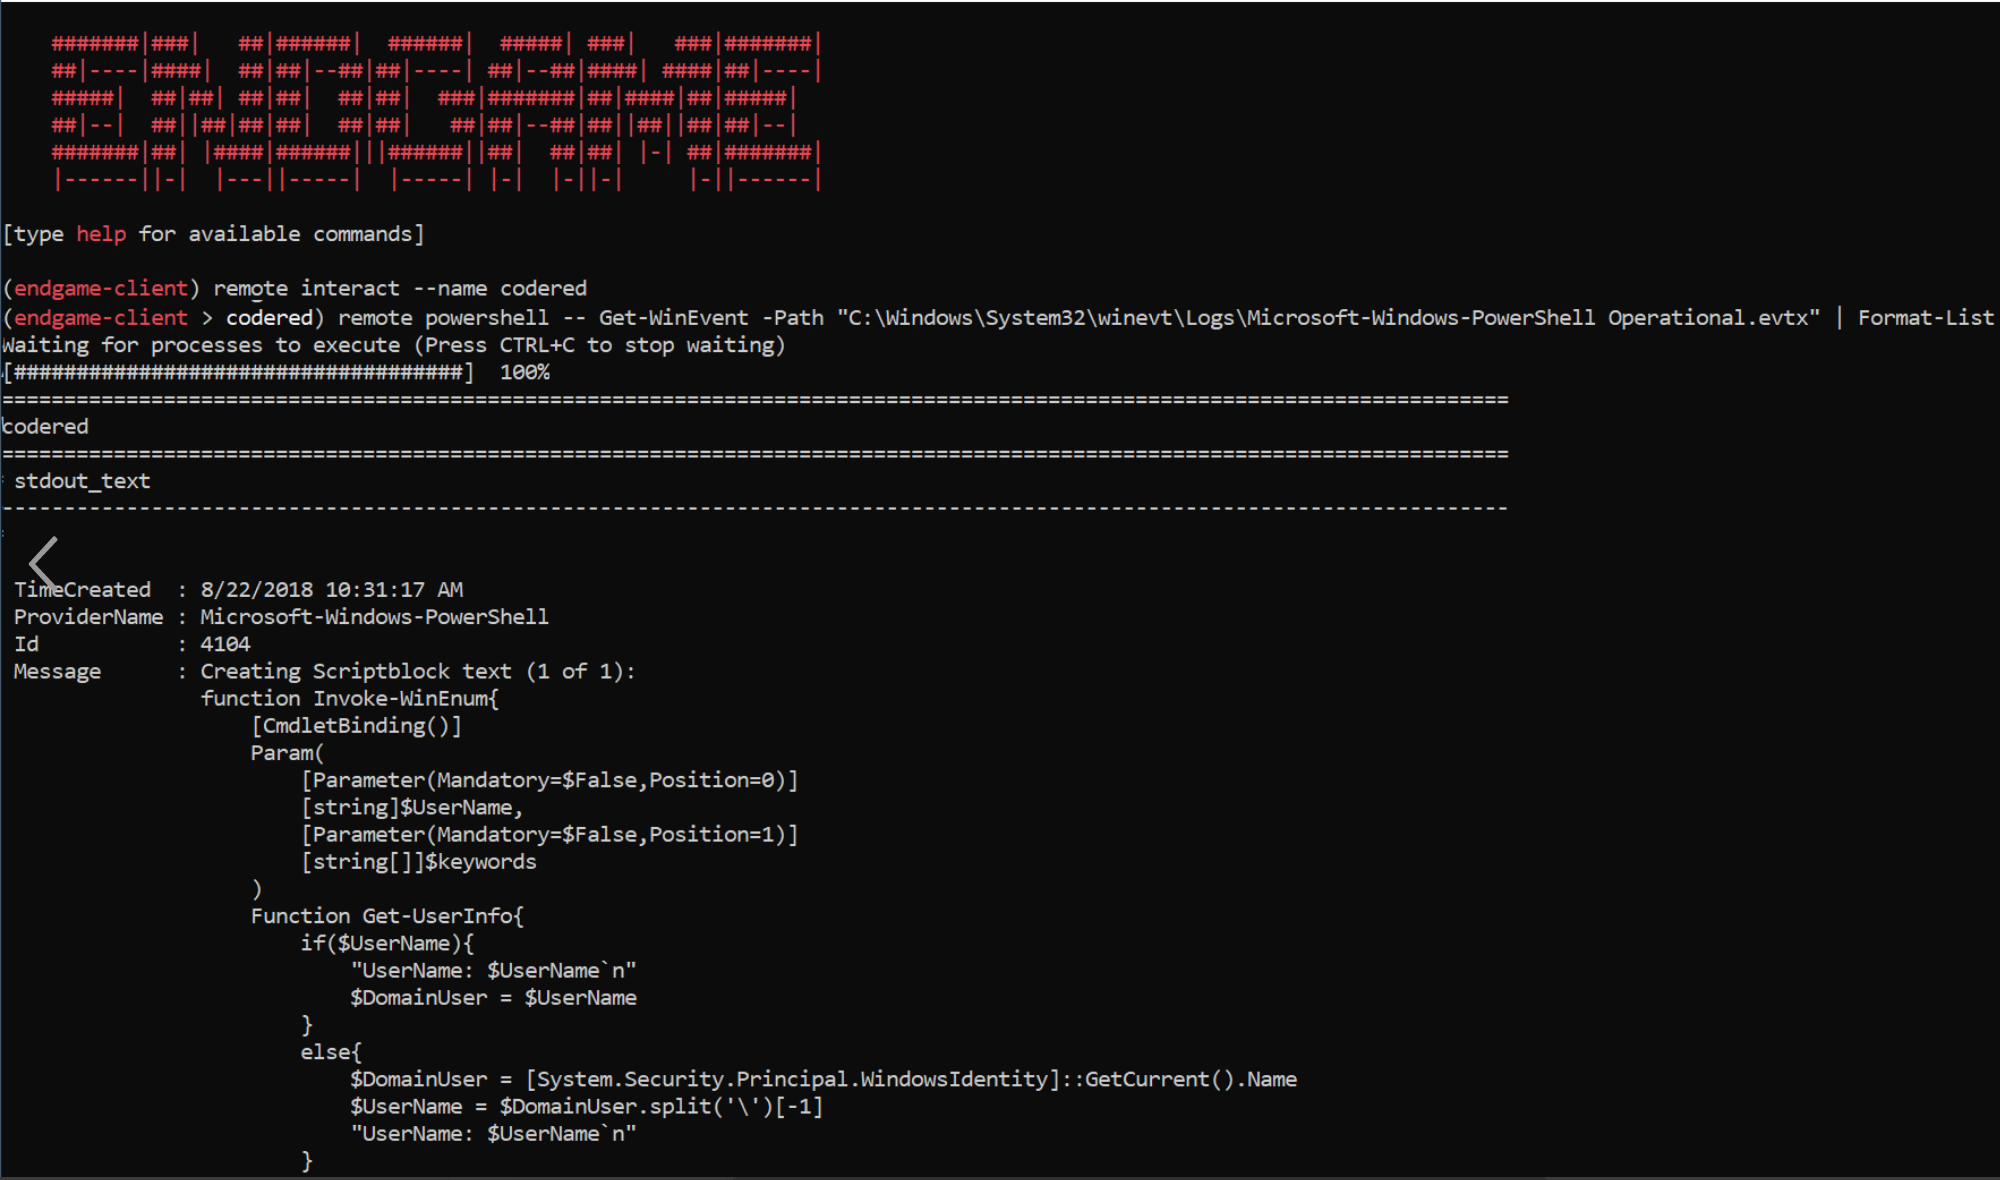 #######|###|   ##|######|  ######|  #####| ###|   ###|#######|
##|----|####|  ##|##|--##|##|----| ##|--##|####| ####|##|----|
#####|  ##|##| ##|##|  ##|##|  ###|#######|##|####|##|#####|
##|--|  ##||##|##|##|  ##|##|   ##|##|--##|##||##||##|##|--|
#######|##| |####|######|||######||##|  ##|##| |-| ##|#######|
|------||-|  |---||-----|  |-----| |-|  |-||-|     |-||------|
[type help for available commands]
(endgame-client) remote interact --name codered
(endgame-client > codered) remote powershell -- Get-WinEvent -Path "C:\Windows\System32\winevt\Logs\Microsoft-Windows-PowerShell Operational.evtx" | Format-List
Waiting for processes to execute (Press CTRL+C to stop waiting)
[####################################]  100%
=========================================================================================================================
codered
=========================================================================================================================
stdout_text
-------------------------------------------------------------------------------------------------------------------------
TimeCreated  : 8/22/2018 10:31:17 AM
ProviderName : Microsoft-Windows-PowerShell
Id           : 4104
Message      : Creating Scriptblock text (1 of 1):
function Invoke-WinEnum{
[CmdletBinding()]
Param(
[Parameter(Mandatory=$False,Position=0)]
[string]$UserName,
[Parameter(Mandatory=$False,Position=1)]
[string[]]$keywords
)
Function Get-UserInfo{
if($UserName){
"UserName: $UserName`n"
$DomainUser = $UserName
}
else{
$DomainUser = [System.Security.Principal.WindowsIdentity]::GetCurrent().Name
$UserName = $DomainUser.split('\')[-1]
"UserName: $UserName`n"
}